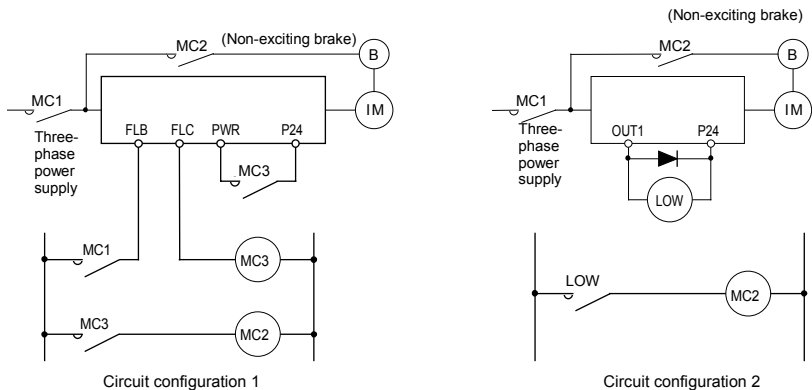 (Non-exciting brake)
MC2
B
MC1
IM
Three-
phase
power
supply
FLB
FLC
PWR
P24
MC3
MC1
MC3
MC3
MC2
Circuit configuration 1
(Non-exciting brake)
MC2
B
MC1
IM
Three-
phase
power
supply
OUT1
P24
LOW
LOW
MC2
Circuit configuration 2